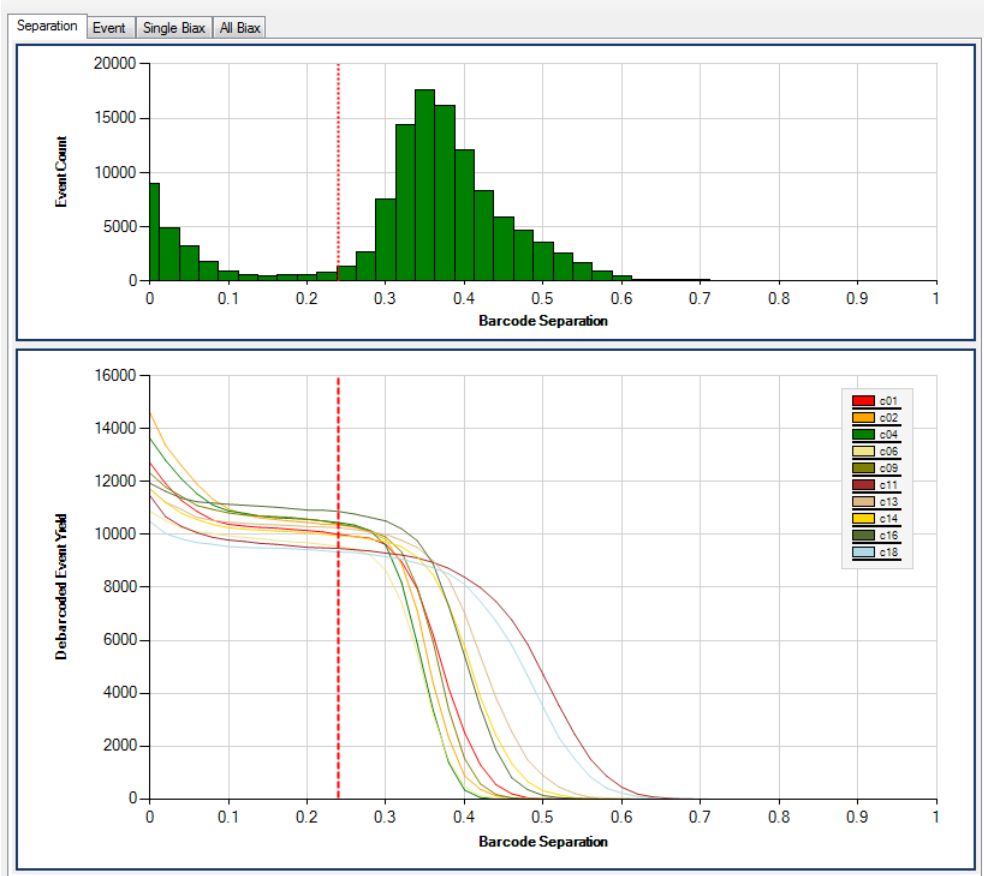 Separation Event Single Biax All Biax
20000
15000
10000
5000
0
Event Count
0 0.1 0.2 0.3 0.4 0.5 0.6 0.7 0.8 0.9 1
Barcode Separation
16000
14000
12000
10000
8000
6000
4000
2000
0
Debarcoded Event Yield
c01
c02
c04
c06
c09
c11
c13
c14
c16
c18
0 0.1 0.2 0.3 0.4 0.5 0.6 0.7 0.8 0.9 1
Barcode Separation